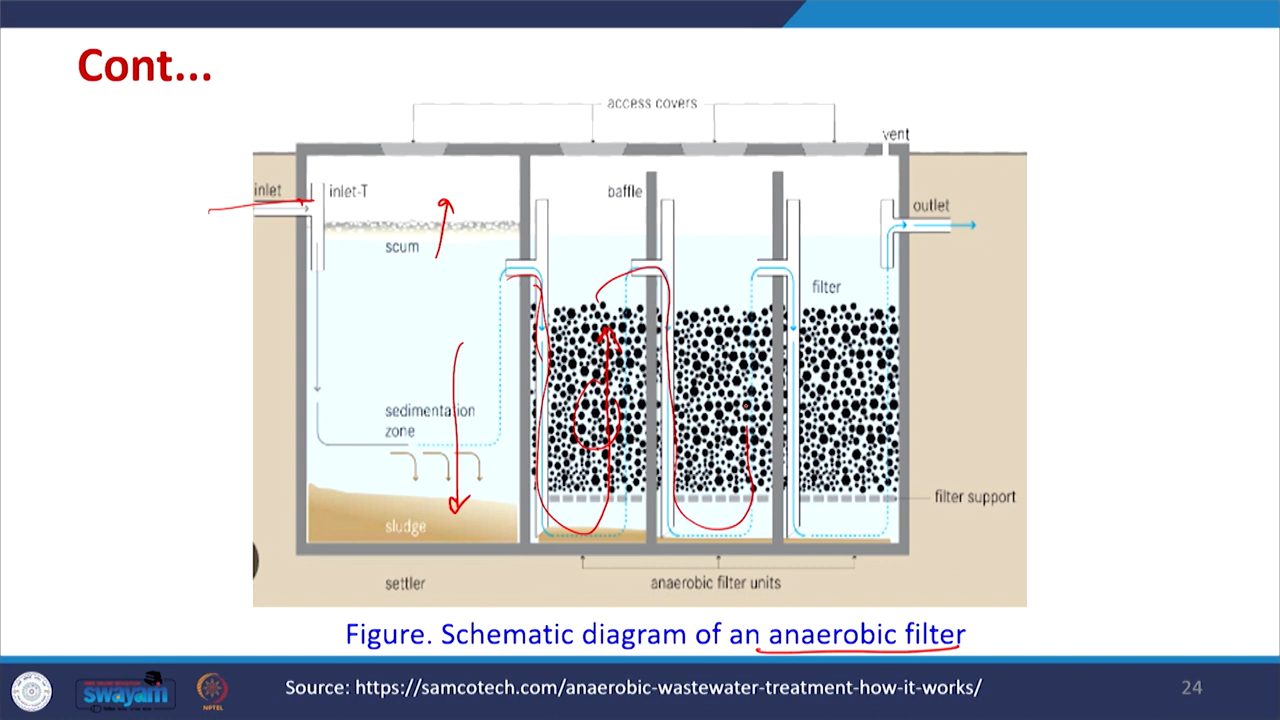 Cont...
access covers
vent
inlet
inlet-T
baffle
outlet
scum
filter
sedimentation
zone
filter support
sludge
settler
anaerobic filter units
Figure. Schematic diagram of an anaerobic filter
swayam
NPTEL
Source: https://samcotech.com/anaerobic-wastewater-treatment-how-it-works/
24